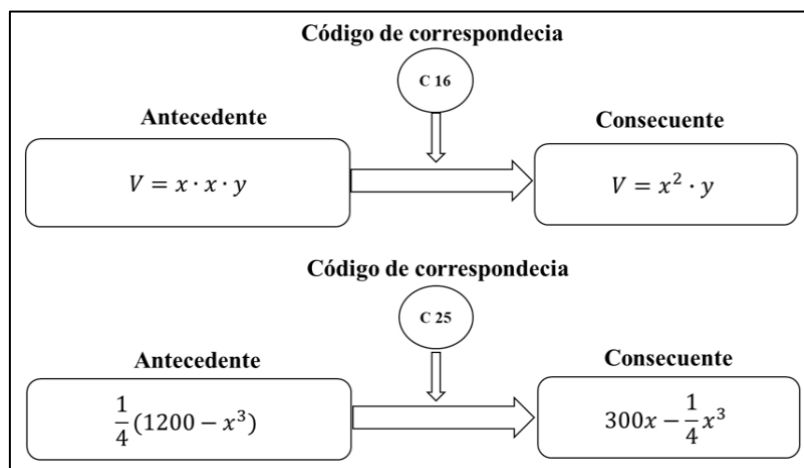 Código de correspondecia
C 16
Antecedente
Consecuente
V = x · x · y
V = x² · y
Código de correspondecia
C 25
Antecedente
Consecuente
1/4 (1200 − x³)
300x − 1/4 x³